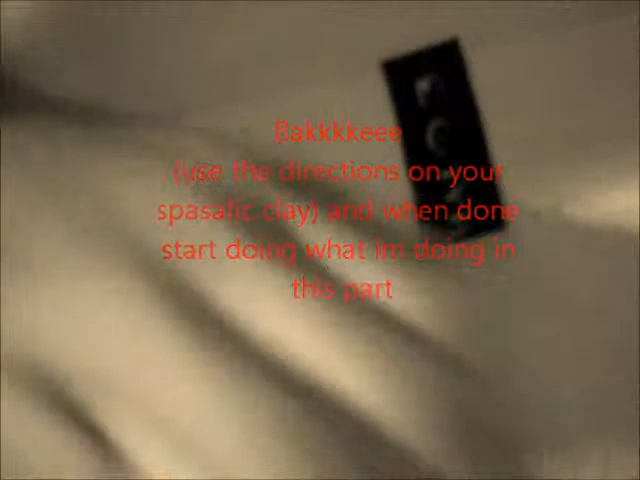 Bakkkkeee
(use the directions on your
spasafic clay) and when done
start doing what im doing in
this part